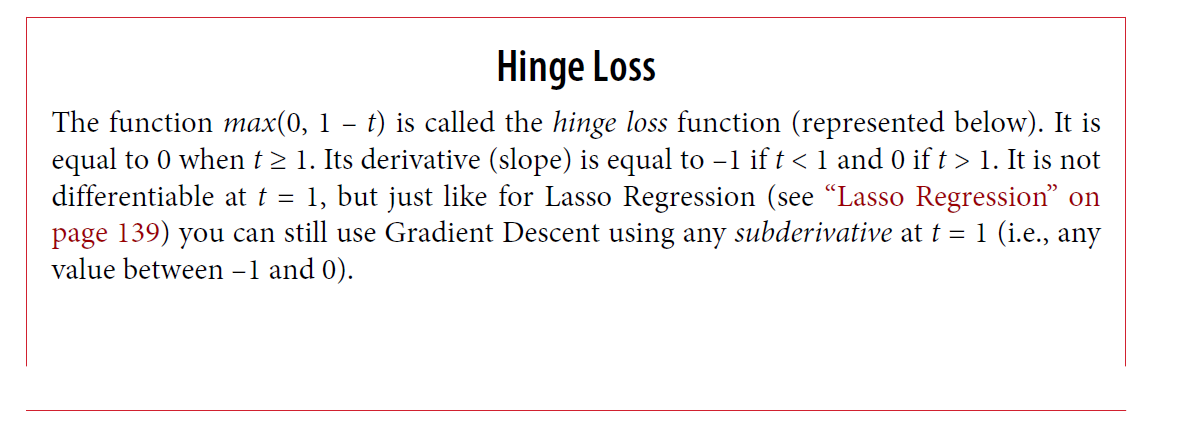 Hinge Loss
The function max(0, 1 – t) is called the hinge loss function (represented below). It is
equal to 0 when t ≥ 1. Its derivative (slope) is equal to –1 if t < 1 and 0 if t > 1. It is not
differentiable at t = 1, but just like for Lasso Regression (see “Lasso Regression” on
page 139) you can still use Gradient Descent using any subderivative at t = 1 (i.e., any
value between –1 and 0).